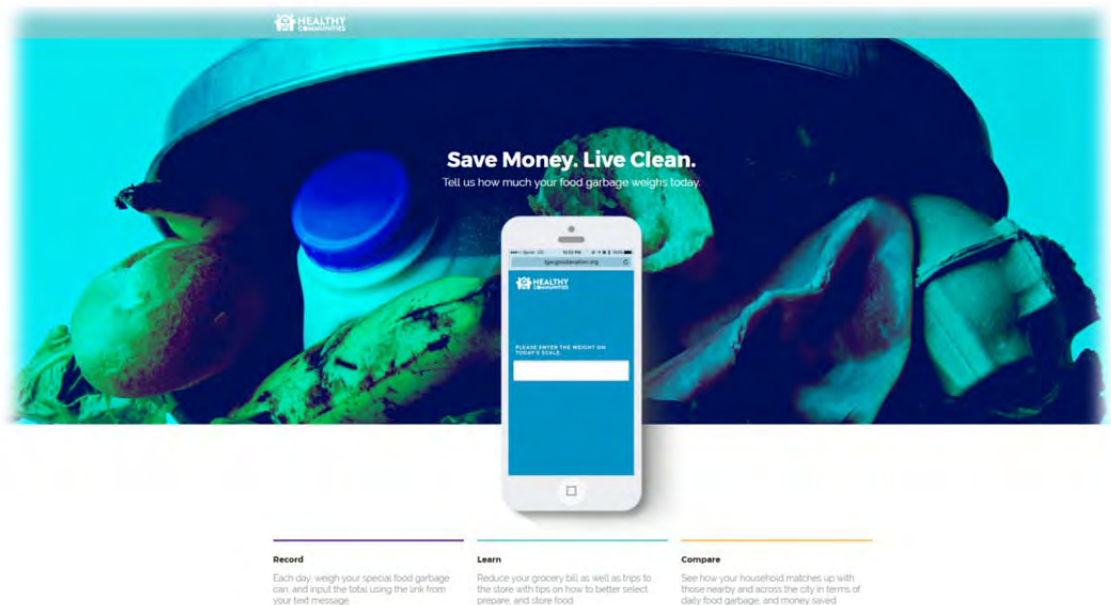 HEALTHY
COMMUNITIES
Save Money. Live Clean.
Tell us how much your food garbage weighs today.
10:02 PM
HEALTHY
COMMUNITIES
PLEASE ENTER THE WEIGHT ON
TODAY'S SCALE.
Record
Each day, weigh your special food garbage
can, and input the total using the link from
your text message
Learn
Reduce your grocery bill as well as trips to
the store with tips on how to better select,
prepare, and store food
Compare
See how your household matches up with
those nearby and across the city in terms of
daily food garbage, and money saved